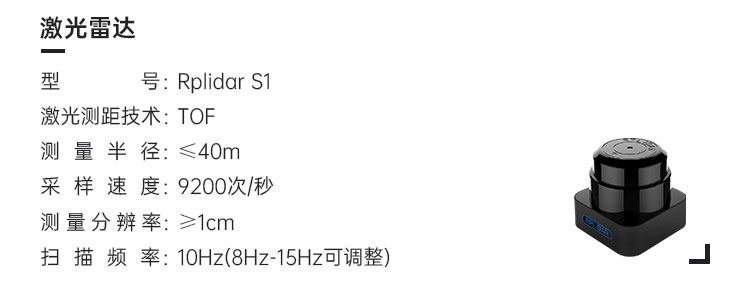 激光雷达
型号: Rplidar S1
激光测距技术: TOF
测量半径: ≤40m
采样速度: 9200次/秒
测量分辨率: ≥1cm
扫描频率: 10Hz(8Hz-15Hz可调整)